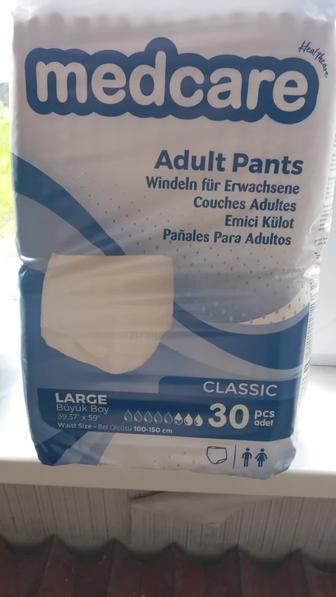 Healthcare
medcare
Adult Pants
Windeln für Erwachsene
Couches Adultes
Emici Külot
Pañales Para Adultos
CLASSIC
LARGE
Büyük Boy
39,37" x 59"
Waist Size - Bel Ölçüsü 100-150 cm
30 pcs
adet